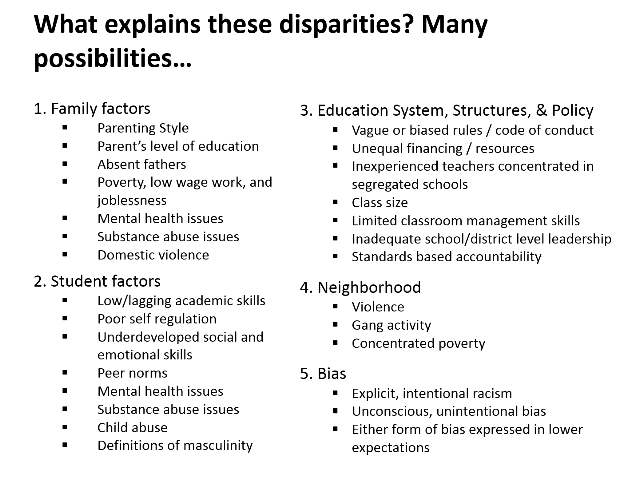 What explains these disparities? Many
possibilities…
1. Family factors
▪ Parenting Style
▪ Parent's level of education
▪ Absent fathers
▪ Poverty, low wage work, and
joblessness
▪ Mental health issues
▪ Substance abuse issues
▪ Domestic violence
2. Student factors
▪ Low/lagging academic skills
▪ Poor self regulation
▪ Underdeveloped social and
emotional skills
▪ Peer norms
▪ Mental health issues
▪ Substance abuse issues
▪ Child abuse
▪ Definitions of masculinity
3. Education System, Structures, & Policy
▪ Vague or biased rules / code of conduct
▪ Unequal financing / resources
▪ Inexperienced teachers concentrated in
segregated schools
▪ Class size
▪ Limited classroom management skills
▪ Inadequate school/district level leadership
▪ Standards based accountability
4. Neighborhood
▪ Violence
▪ Gang activity
▪ Concentrated poverty
5. Bias
▪ Explicit, intentional racism
▪ Unconscious, unintentional bias
▪ Either form of bias expressed in lower
expectations